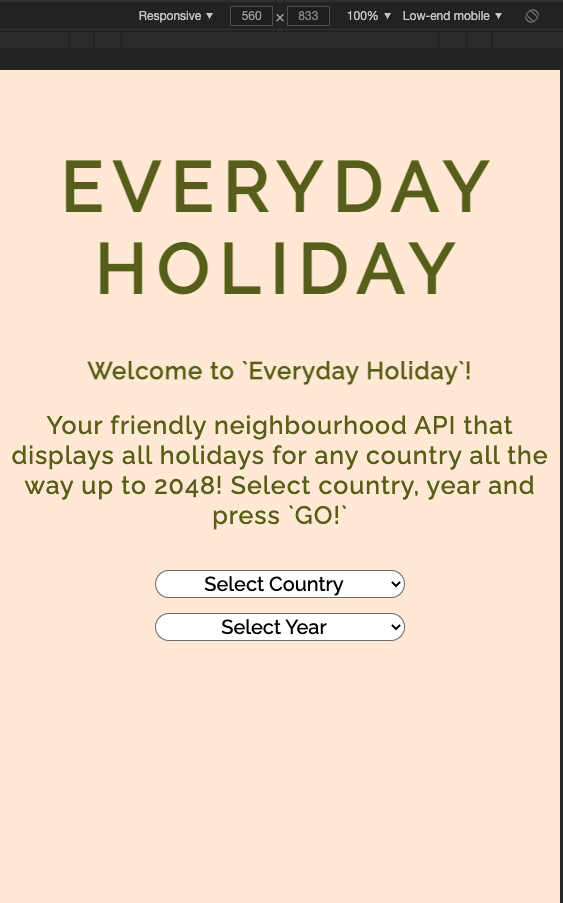 Responsive ▼ 560 × 833 100% ▼ Low-end mobile ▼
EVERYDAY
HOLIDAY
Welcome to `Everyday Holiday`!
Your friendly neighbourhood API that
displays all holidays for any country all the
way up to 2048! Select country, year and
press `GO!`
Select Country
Select Year